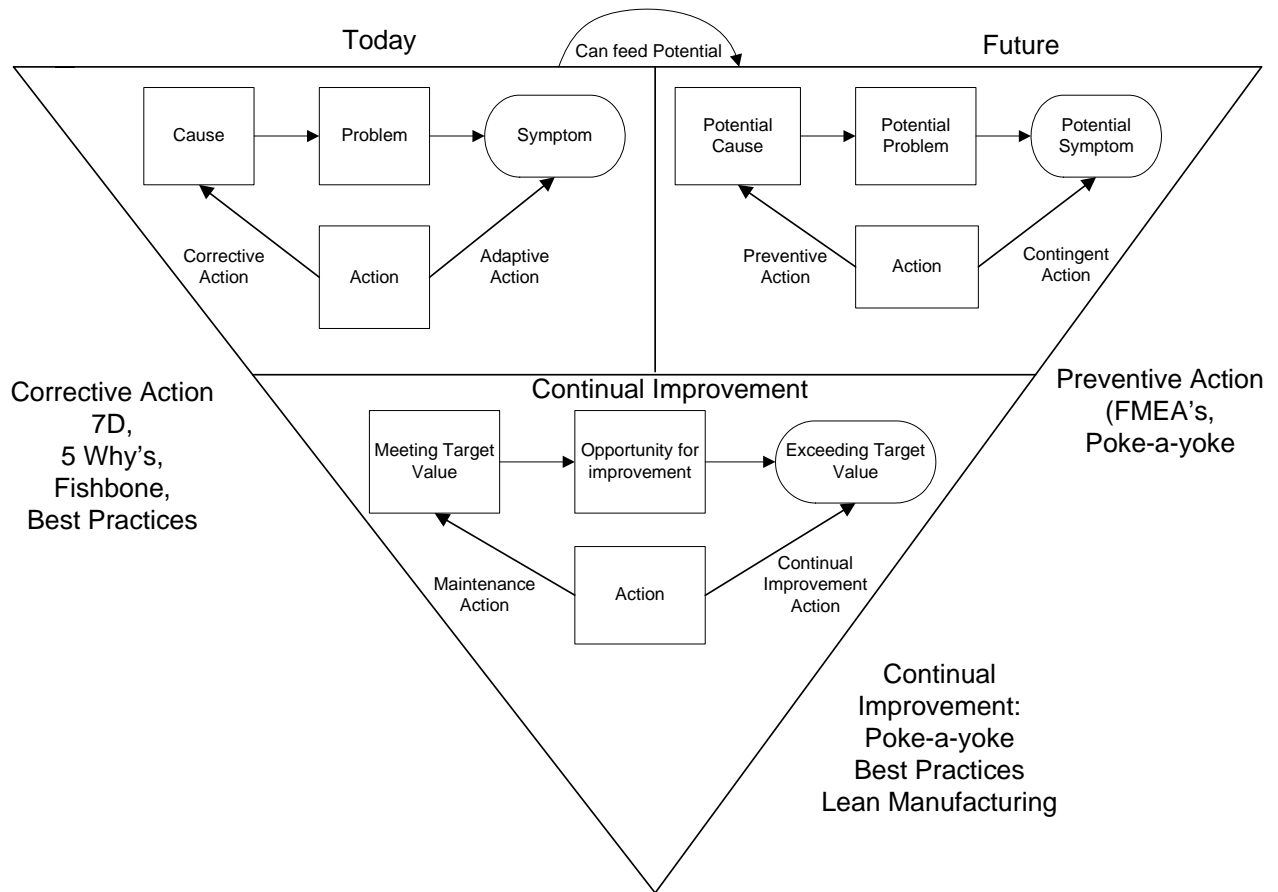 Today
Can feed Potential
Future
Cause
Problem
Symptom
Potential
Cause
Potential
Problem
Potential
Symptom
Corrective
Action
Action
Adaptive
Action
Preventive
Action
Action
Contingent
Action
Corrective Action
7D,
5 Why's,
Fishbone,
Best Practices
Continual Improvement
Preventive Action
(FMEA's,
Poke-a-yoke
Meeting Target
Value
Opportunity for
improvement
Exceeding Target
Value
Maintenance
Action
Action
Continual
Improvement
Action
Continual
Improvement:
Poke-a-yoke
Best Practices
Lean Manufacturing